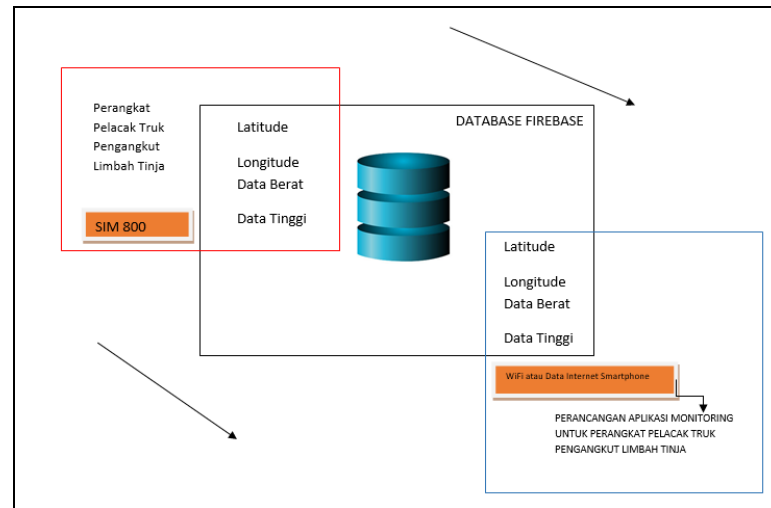 Perangkat
Pelacak Truk
Pengangkut
Limbah Tinja
SIM 800
Latitude
Longitude
Data Berat
Data Tinggi
DATABASE FIREBASE
Latitude
Longitude
Data Berat
Data Tinggi
WiFi atau Data Internet Smartphone
PERANCANGAN APLIKASI MONITORING
UNTUK PERANGKAT PELACAK TRUK
PENGANGKUT LIMBAH TINJA